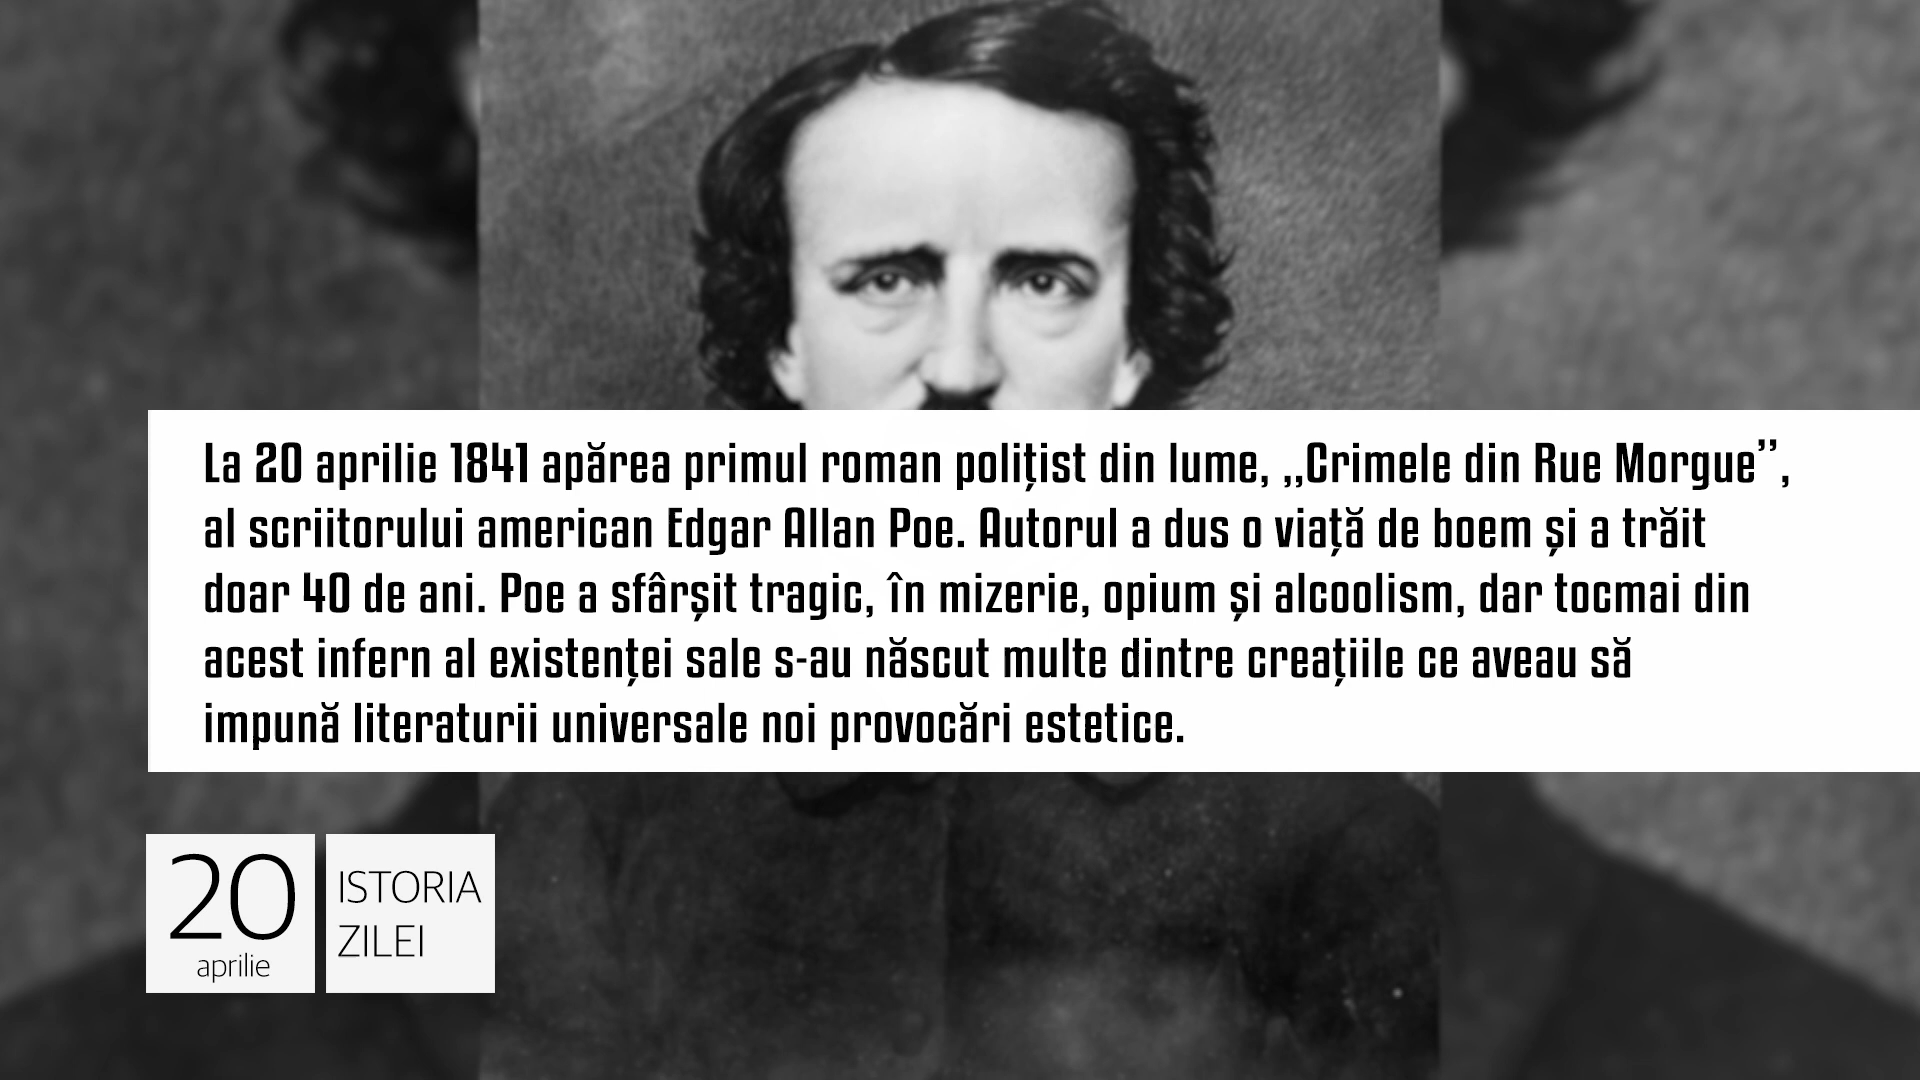 La 20 aprilie 1841 apărea primul roman polițist din lume, ,,Crimele din Rue Morgue”,
al scriitorului american Edgar Allan Poe. Autorul a dus o viață de boem și a trăit
doar 40 de ani. Poe a sfârșit tragic, în mizerie, opium și alcoolism, dar tocmai din
acest infern al existenței sale s-au născut multe dintre creațiile ce aveau să
impună literaturii universale noi provocări estetice.
20
aprilie
ISTORIA
ZILEI